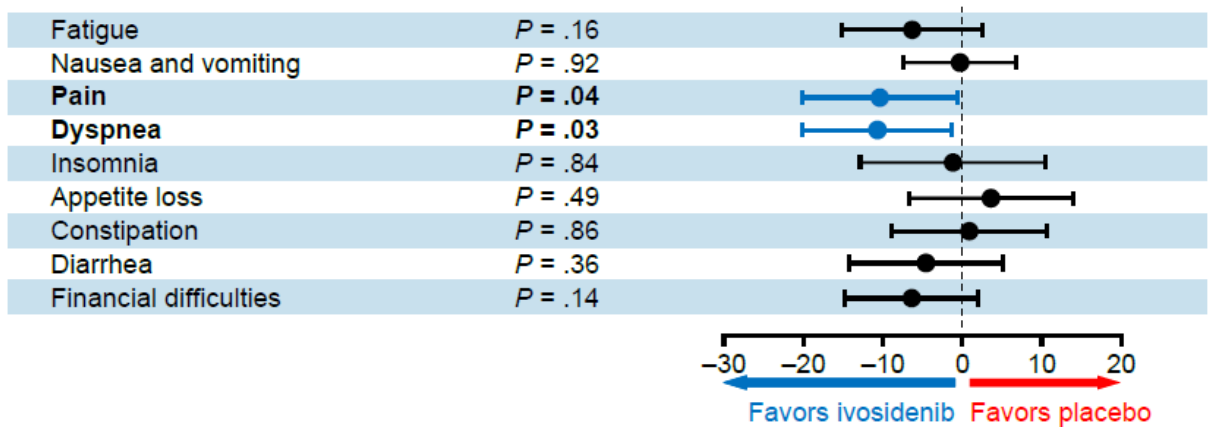 Fatigue P = .16
Nausea and vomiting P = .92
Pain P = .04
Dyspnea P = .03
Insomnia P = .84
Appetite loss P = .49
Constipation P = .86
Diarrhea P = .36
Financial difficulties P = .14
–30 –20 –10 0 10 20
Favors ivosidenib Favors placebo